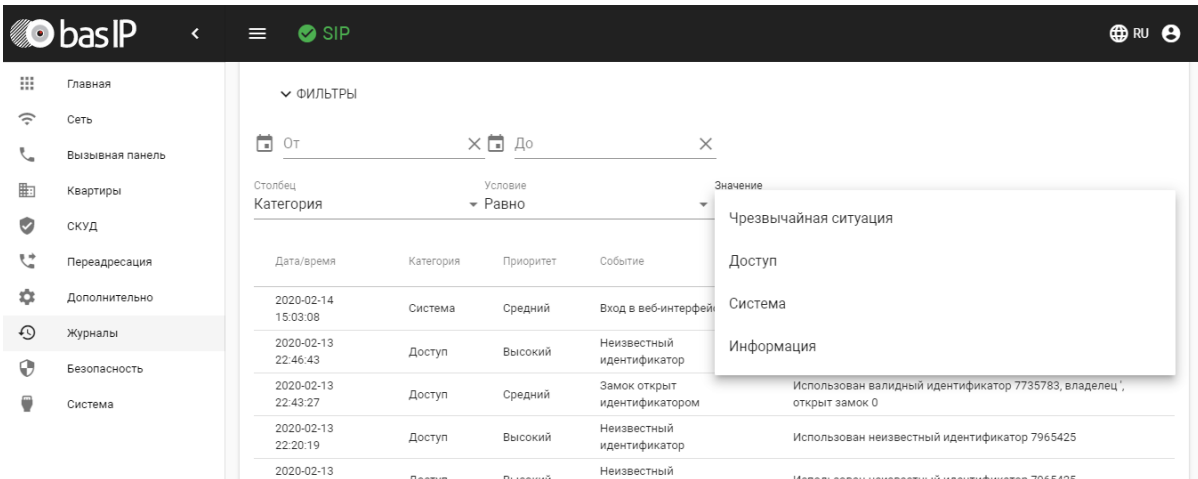 bas IP
SIP
RU
Главная
Сеть
Вызывная панель
Квартиры
СКУД
Переадресация
Дополнительно
Журналы
Безопасность
Система
ФИЛЬТРЫ
От
До
Столбец Условие Значение
Категория Равно
Чрезвычайная ситуация
Доступ
Система
Информация
Дата/время Категория Приоритет Событие
2020-02-14
15:03:08
Система Средний Вход в веб-интерфейс
2020-02-13
22:46:43
Доступ Высокий Неизвестный
идентификатор
2020-02-13
22:43:27
Доступ Средний Замок открыт
идентификатором
Использован валидный идентификатор 7735783, владелец ',
открыт замок 0
2020-02-13
22:20:19
Доступ Высокий Неизвестный
идентификатор
Использован неизвестный идентификатор 7965425
2020-02-13
Неизвестный